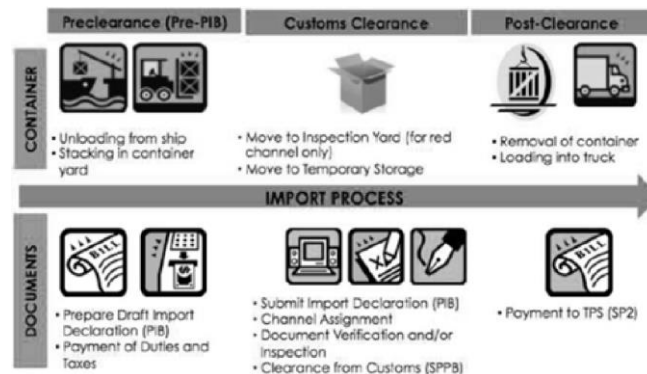 Preclearance (Pre-PIB)
Customs Clearance
Post-Clearance
CONTAINER
• Unloading from ship
• Stacking in container
yard
• Move to Inspection Yard (for red
channel only)
• Move to Temporary Storage
• Removal of container
• Loading into truck
IMPORT PROCESS
DOCUMENTS
BILL
BILL
• Prepare Draft Import
Declaration (PIB)
• Payment of Duties and
Taxes
• Submit Import Declaration (PIB)
• Channel Assignment
• Document Verification and/or
Inspection
• Clearance from Customs (SPPB)
• Payment to TPS (SP2)